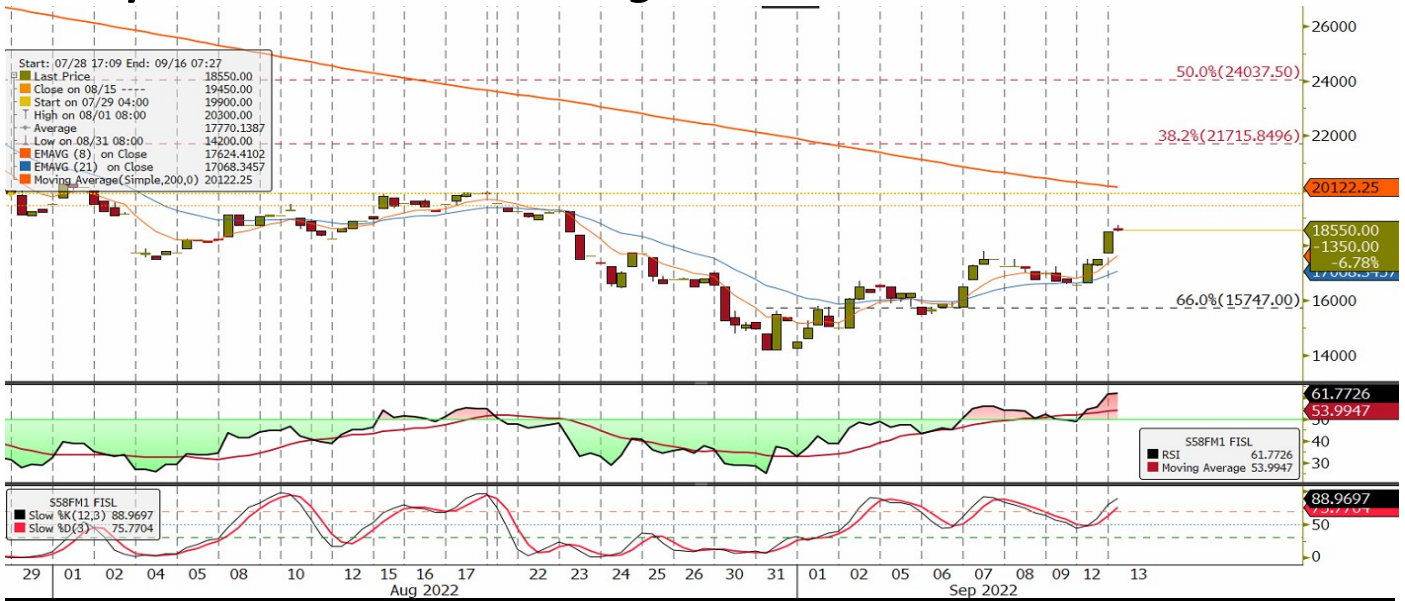 26000
50.0%(24037.50)
24000
38.2%(21715.8496)
22000
Start: 07/28 17:09 End: 09/16 07:27
Last Price 18550.00
Close on 08/15 ---- 19450.00
Start on 07/29 04:00 19900.00
High on 08/01 08:00 20300.00
Average 17770.1387
Low on 08/31 08:00 14200.00
EMAVG (8) on Close 17624.4102
EMAVG (21) on Close 17068.3457
Moving Average(Simple,200,0) 20122.25
20122.25
18550.00
-1350.00
-6.78%
17068.3457
66.0%(15747.00)
16000
14000
61.7726
53.9947
50
40
30
S58FM1 FISL
RSI 61.7726
Moving Average 53.9947
S58FM1 FISL
Slow %K(12,3) 88.9697
Slow %D(3) 75.7704
88.9697
75.7704
50
0
29 01 02 04 05 08 10 12 15 16 17 22 23 24 25 26 30 31 01 02 05 06 07 08 09 12 13
Aug 2022 Sep 2022